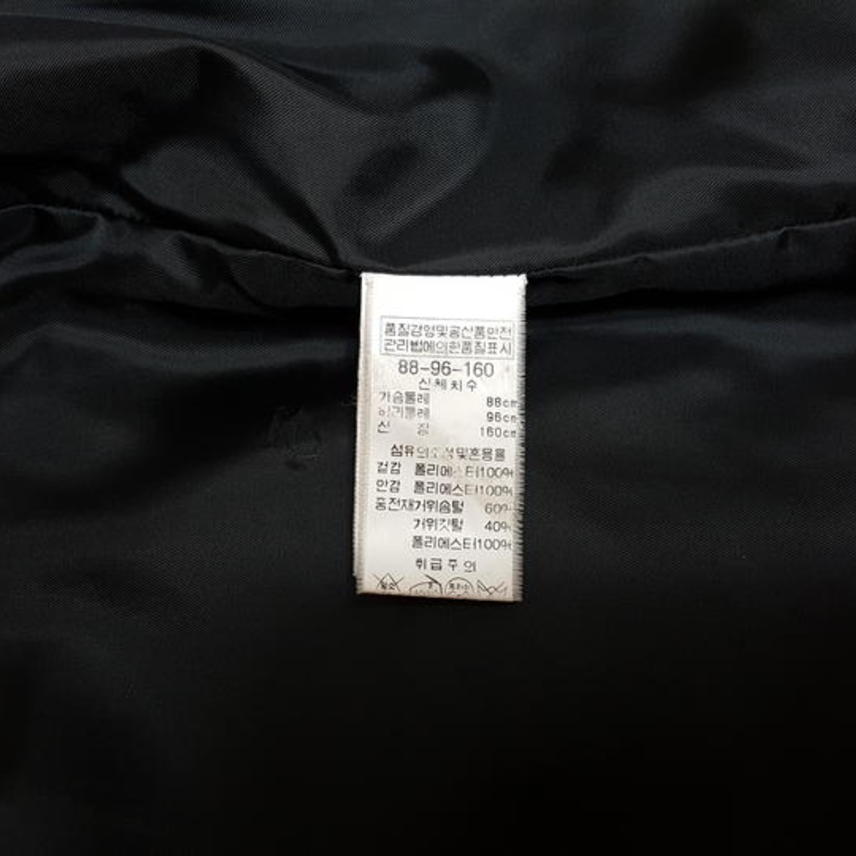 품질경영및공산품안전
관리법에의한품질표시
88-96-160
신체치수
가슴둘레 88cm
허리둘레 96cm
신 장 160cm
섬유의조성및혼용율
겉감 폴리에스터100%
안감 폴리에스터100%
충전재거위솜털 60%
거위깃털 40%
폴리에스터100%
취급주의